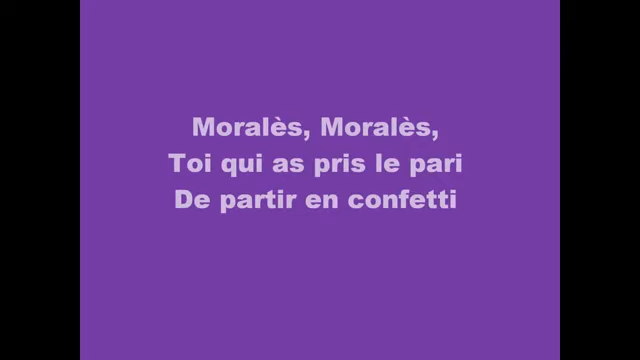 Moralès, Moralès,
Toi qui as pris le pari
De partir en confetti